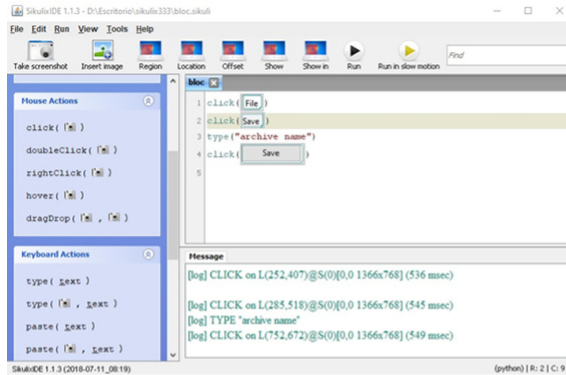 SikulixIDE 1.1.3 - D:\Escritorio\sikulix333\bloc.sikuli
File Edit Run View Tools Help
Take screenshot Insert image Region Location Offset Show Show in Run Run in slow motion Find
bloc
Mouse Actions
click( )
doubleClick( )
rightClick( )
hover( )
dragDrop( , )
Keyboard Actions
type( text )
type( , text )
paste( text )
paste( , text )
1 click( File )
2 click( Save )
3 type("archive name")
4 click( Save )
5
Message
[log] CLICK on L(252,407)@S(0)[0,0 1366x768] (536 msec)
[log] CLICK on L(285,518)@S(0)[0,0 1366x768] (545 msec)
[log] TYPE "archive name"
[log] CLICK on L(752,672)@S(0)[0,0 1366x768] (549 msec)
SikulixIDE 1.1.3 (2018-07-11_08:19)
(python) | R: 2 | C: 9